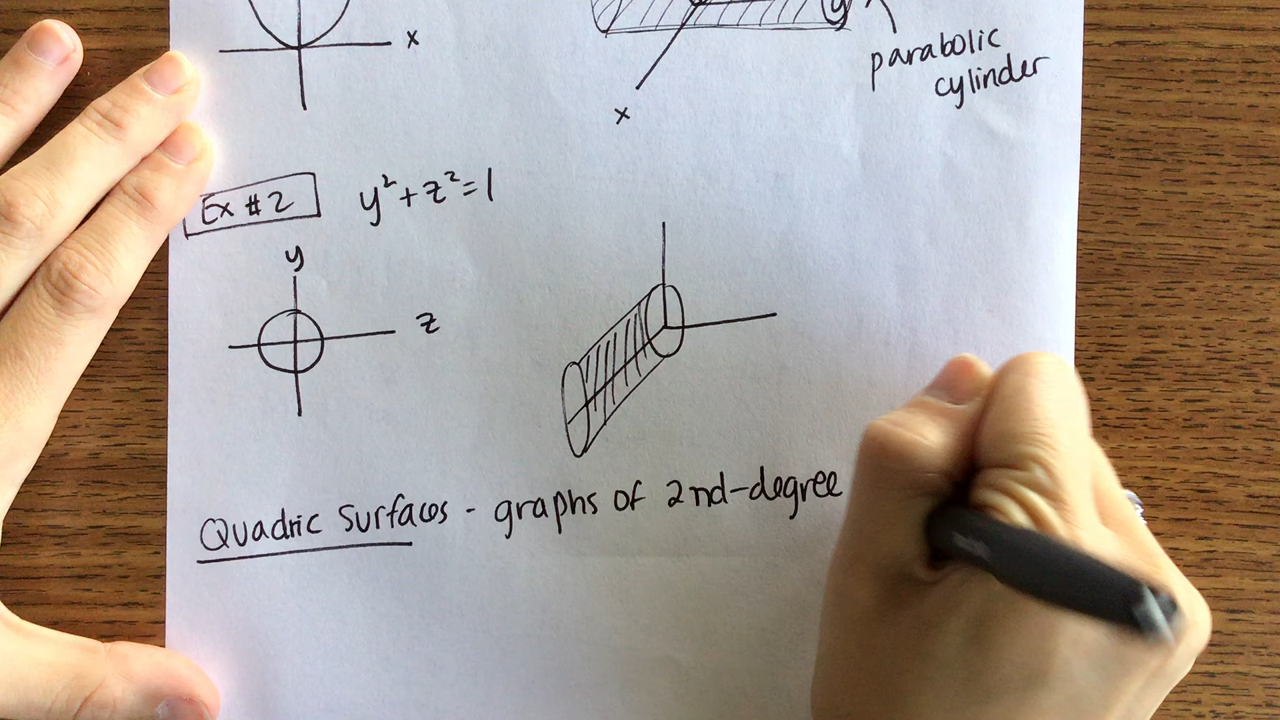 x
parabolic
cylinder
x
Ex #2
y²+z²=1
y
z
Quadric Surfaces - graphs of 2nd-degree